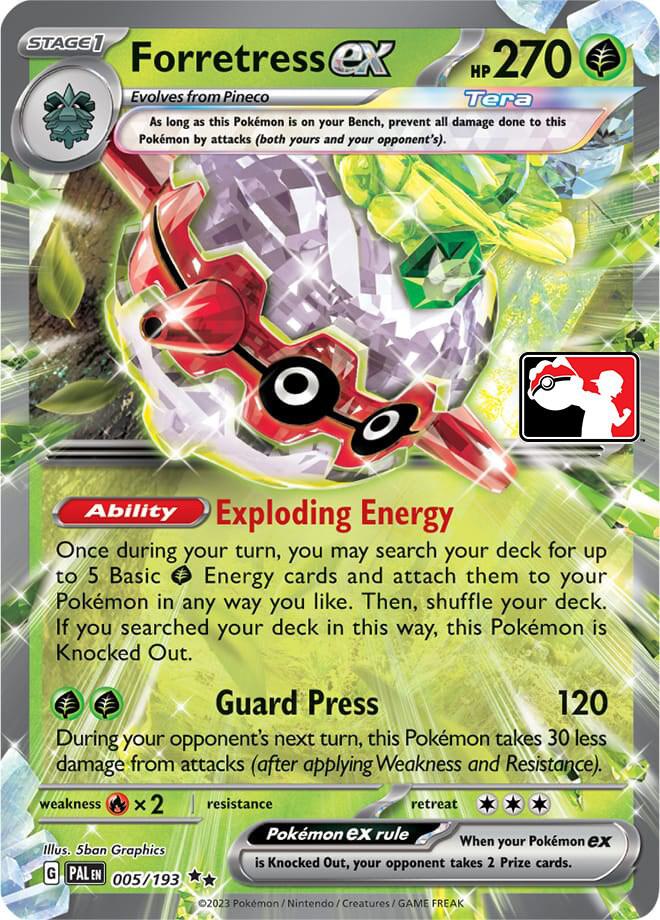 STAGE1
Forretress ex
HP 270
Evolves from Pineco
Tera
As long as this Pokémon is on your Bench, prevent all damage done to this
Pokémon by attacks (both yours and your opponent's).
Ability
Exploding Energy
Once during your turn, you may search your deck for up
to 5 Basic Energy cards and attach them to your
Pokémon in any way you like. Then, shuffle your deck.
If you searched your deck in this way, this Pokémon is
Knocked Out.
Guard Press 120
During your opponent's next turn, this Pokémon takes 30 less
damage from attacks (after applying Weakness and Resistance).
weakness ×2 resistance retreat
Illus. 5ban Graphics
Pokémon ex rule
When your Pokémon ex
is Knocked Out, your opponent takes 2 Prize cards.
G PAL EN 005/193 ★★
©2023 Pokémon / Nintendo / Creatures / GAME FREAK
TM